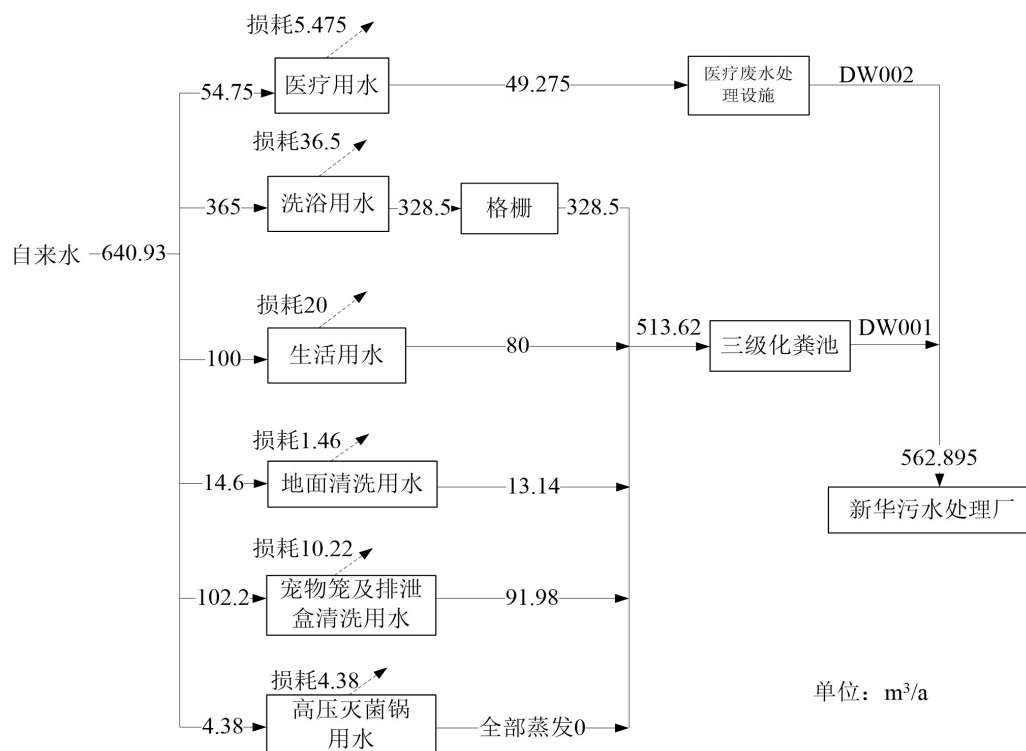 损耗5.475
54.75
医疗用水
49.275
医疗废水处
理设施
DW002
损耗36.5
365
洗浴用水
328.5
格栅
328.5
自来水
640.93
损耗20
100
生活用水
80
513.62
三级化粪池
DW001
损耗1.46
14.6
地面清洗用水
13.14
562.895
新华污水处理厂
损耗10.22
102.2
宠物笼及排泄
盒清洗用水
91.98
损耗4.38
4.38
高压灭菌锅
用水
全部蒸发0
单位：m³/a